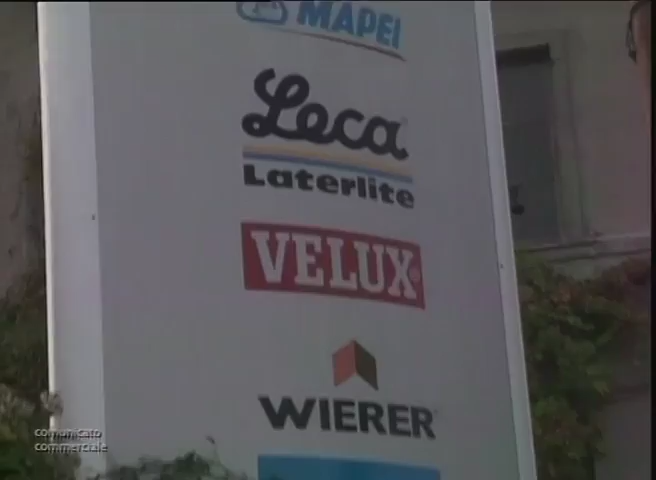 MAPEI
Leca
Laterlite
VELUX
WIERER
comunicato
commerciale